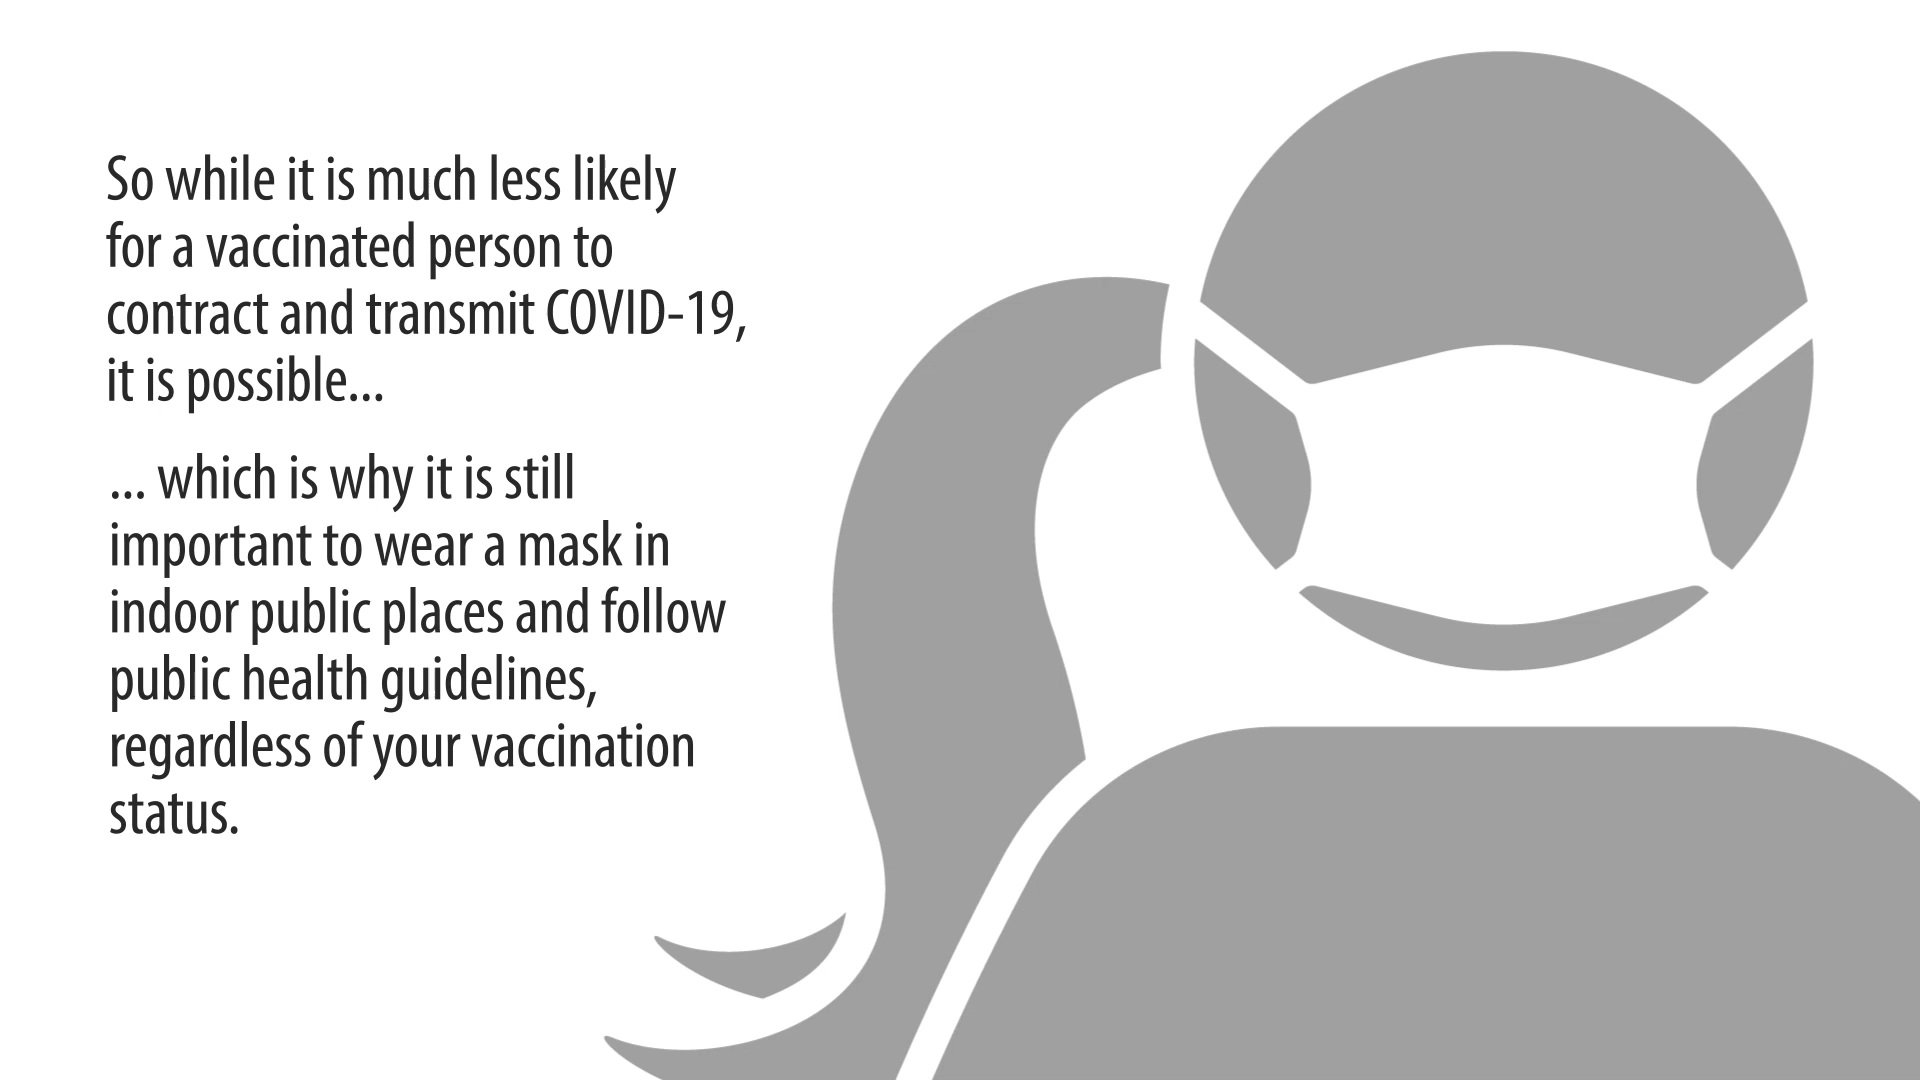 So while it is much less likely
for a vaccinated person to
contract and transmit COVID-19,
it is possible...
... which is why it is still
important to wear a mask in
indoor public places and follow
public health guidelines,
regardless of your vaccination
status.